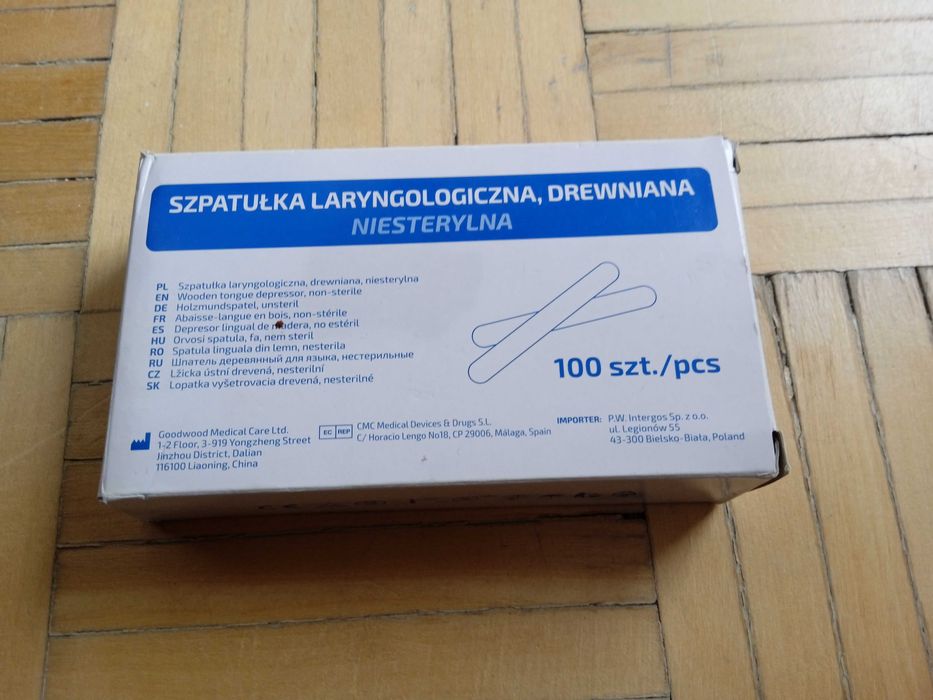 SZPATUŁKA LARYNGOLOGICZNA, DREWNIANA
NIESTERYLNA
PL Szpatułka laryngologiczna, drewniana, niesterylna
EN Wooden tongue depressor, non-sterile
DE Holzmundspatel, unsteril
FR Abaisse-langue en bois, non-stérile
ES Depresor lingual de madera, no estéril
HU Orvosi spatula, fa, nem steril
RO Spatula linguala din lemn, nesterila
RU Шпатель деревянный для языка, нестерильные
CZ Lžička ústní drevená, nesterilní
SK Lopatka vyšetrovacia drevená, nesterilné
100 szt./pcs
Goodwood Medical Care Ltd.
1-2 Floor, 3-919 Yongzheng Street
Jinzhou District, Dalian
116100 Liaoning, China
EC REP
CMC Medical Devices & Drugs S.L.
C/ Horacio Lengo No18, CP 29006, Málaga, Spain
IMPORTER: P.W. Intergos Sp. z o.o.
ul. Legionów 55
43-300 Bielsko-Biała, Poland
CE